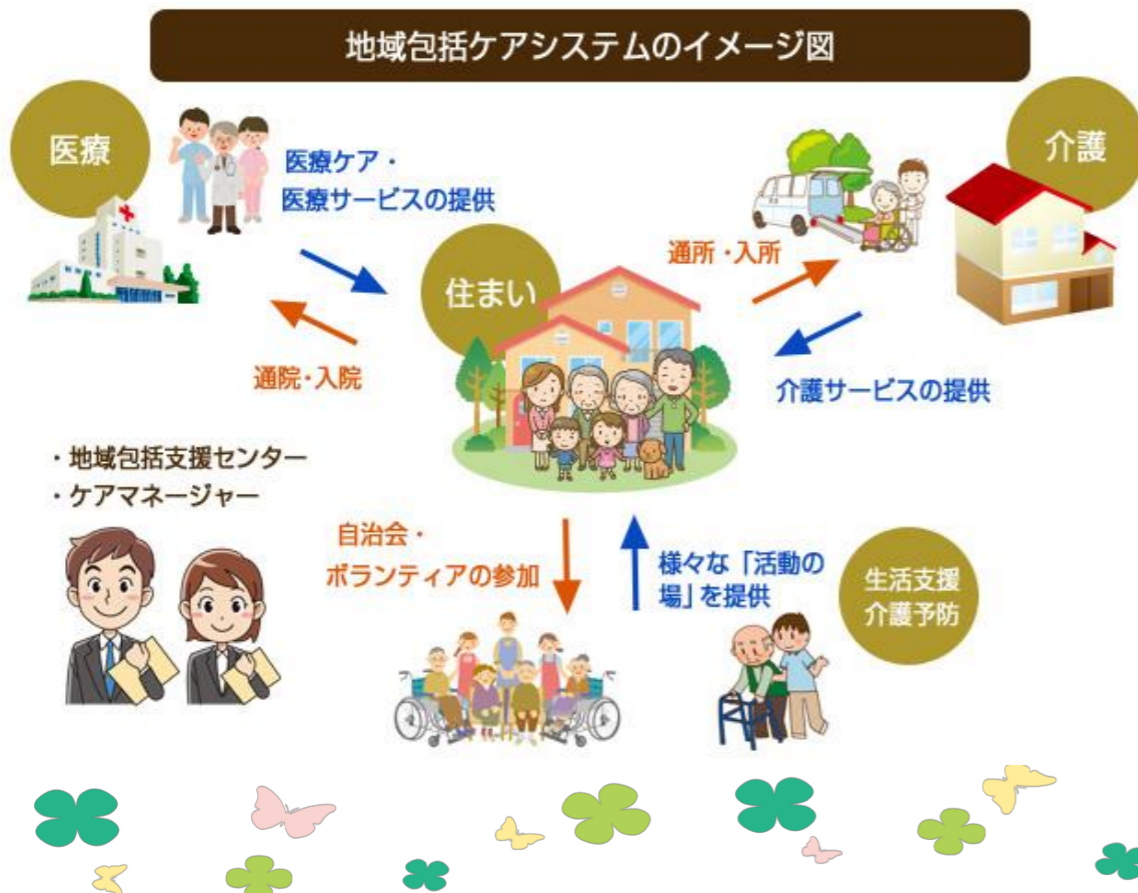 地域包括ケアシステムのイメージ図
医療
医療ケア・
医療サービスの提供
介護
通所・入所
住まい
通院・入院
介護サービスの提供
・地域包括支援センター
・ケアマネージャー
自治会・
ボランティアの参加
様々な「活動の
場」を提供
生活支援
介護予防